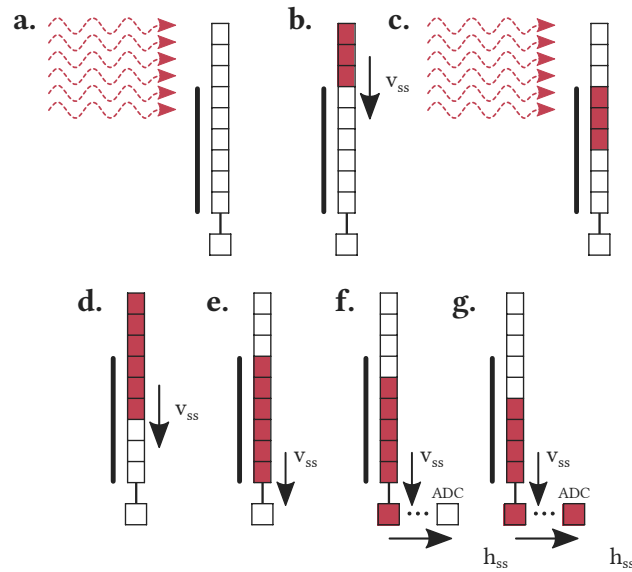 a.
b.
c.
v_ss
d.
e.
f.
g.
v_ss
v_ss
v_ss
v_ss
ADC
ADC
h_ss
h_ss